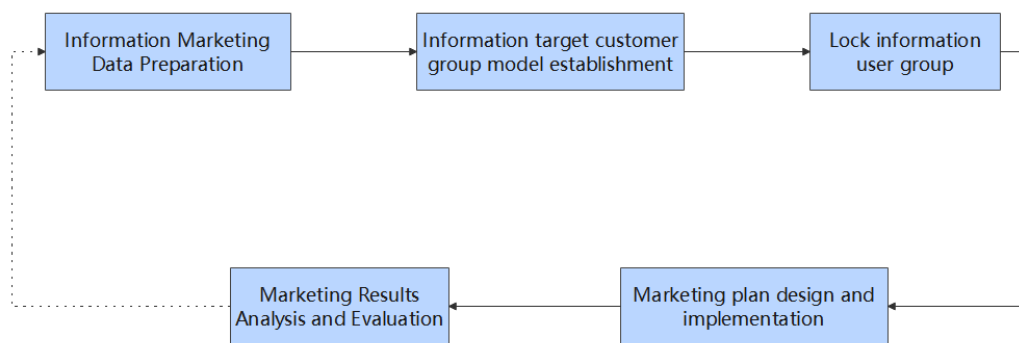 Information Marketing
Data Preparation
Information target customer
group model establishment
Lock information
user group
Marketing Results
Analysis and Evaluation
Marketing plan design and
implementation